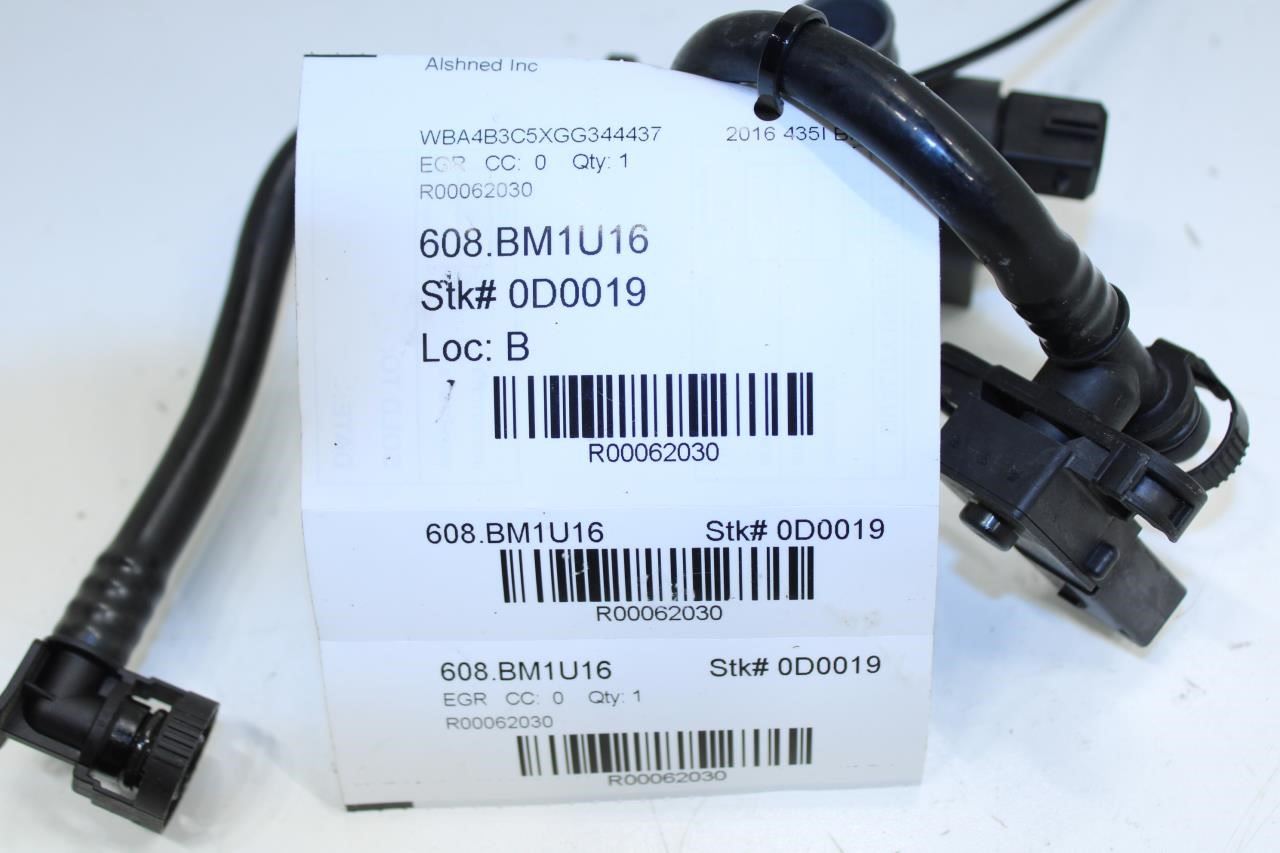 Alshned Inc
WBA4B3C5XGG344437 2016 435I
EGR CC: 0 Qty: 1
R00062030
608.BM1U16
Stk# 0D0019
Loc: B
R00062030
608.BM1U16 Stk# 0D0019
R00062030
608.BM1U16 Stk# 0D0019
EGR CC: 0 Qty: 1
R00062030
R00062030